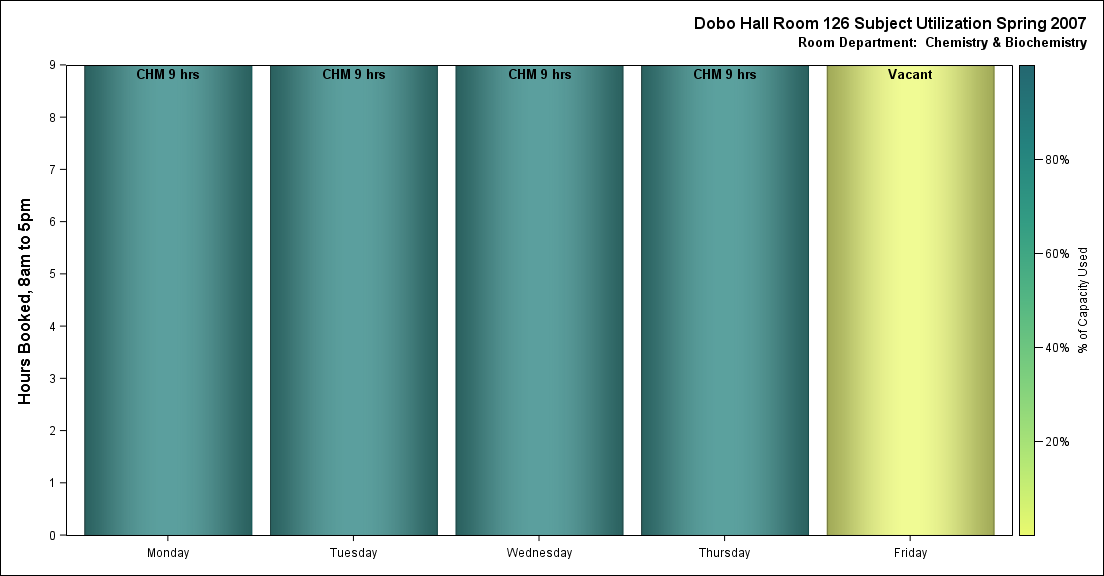 Dobo Hall Room 126 Subject Utilization Spring 2007
Room Department:  Chemistry & Biochemistry
Hours Booked, 8am to 5pm
9
8
7
6
5
4
3
2
1
0
CHM 9 hrs
CHM 9 hrs
CHM 9 hrs
CHM 9 hrs
Vacant
Monday
Tuesday
Wednesday
Thursday
Friday
80%
60%
40%
20%
% of Capacity Used